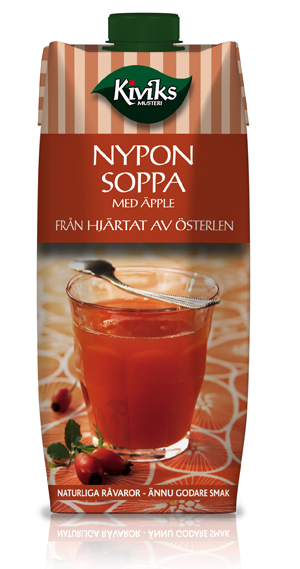 Kiviks
MUSTERI
NYPON
SOPPA
MED ÄPPLE
FRÅN HJÄRTAT AV ÖSTERLEN
NATURLIGA RÅVAROR - ÄNNU GODARE SMAK